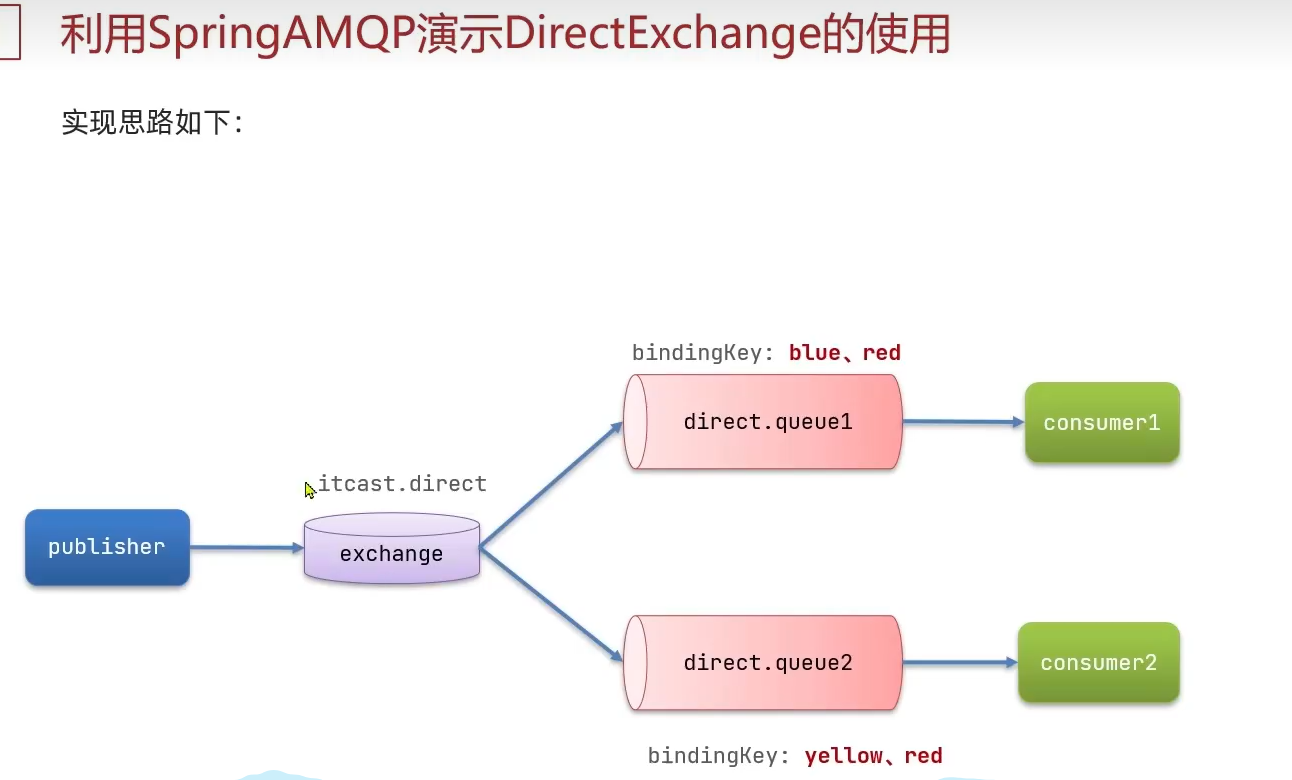 利用SpringAMQP演示DirectExchange的使用
实现思路如下：
bindingKey: blue、red
direct.queue1
consumer1
itcast.direct
publisher
exchange
direct.queue2
consumer2
bindingKey: yellow、red